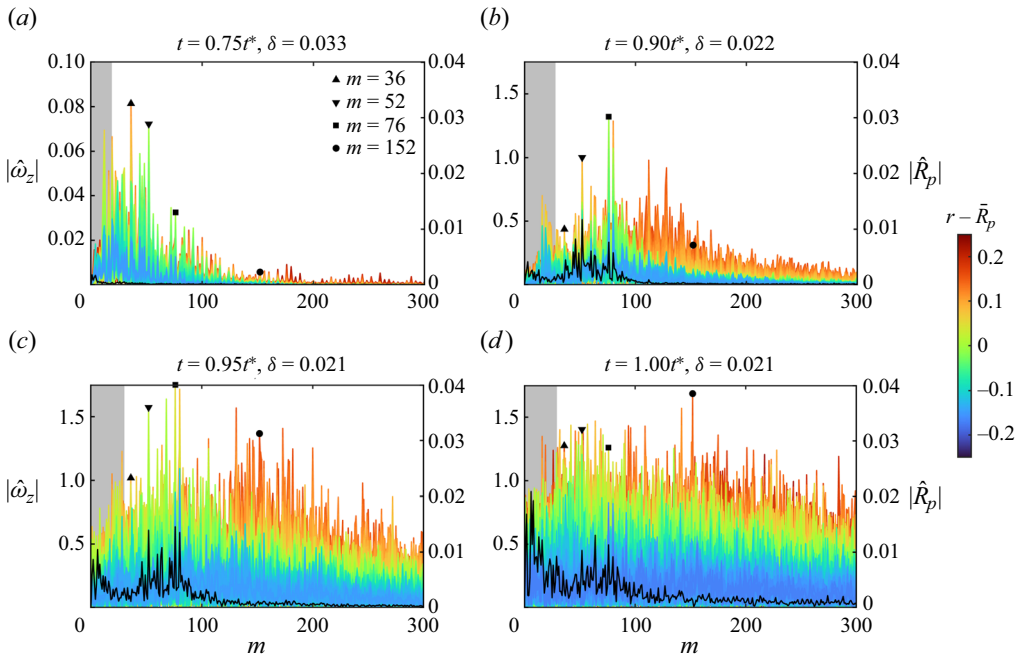 (a)
t = 0.75t*, δ = 0.033
0.10
0.08
0.06
0.04
0.02
|ω̂z|
0.04
0.03
0.02
0.01
0
0
100
200
300
▲ m = 36
▼ m = 52
■ m = 76
● m = 152
(b)
t = 0.90t*, δ = 0.022
1.5
1.0
0.5
0.04
0.03
0.02
0.01
0
|R̂p|
0
100
200
300
(c)
t = 0.95t*, δ = 0.021
1.5
1.0
0.5
|ω̂z|
0.04
0.03
0.02
0.01
0
0
100
200
300
m
(d)
t = 1.00t*, δ = 0.021
1.5
1.0
0.5
0.04
0.03
0.02
0.01
0
|R̂p|
0
100
200
300
m
r – R̄p
0.2
0.1
0
−0.1
−0.2